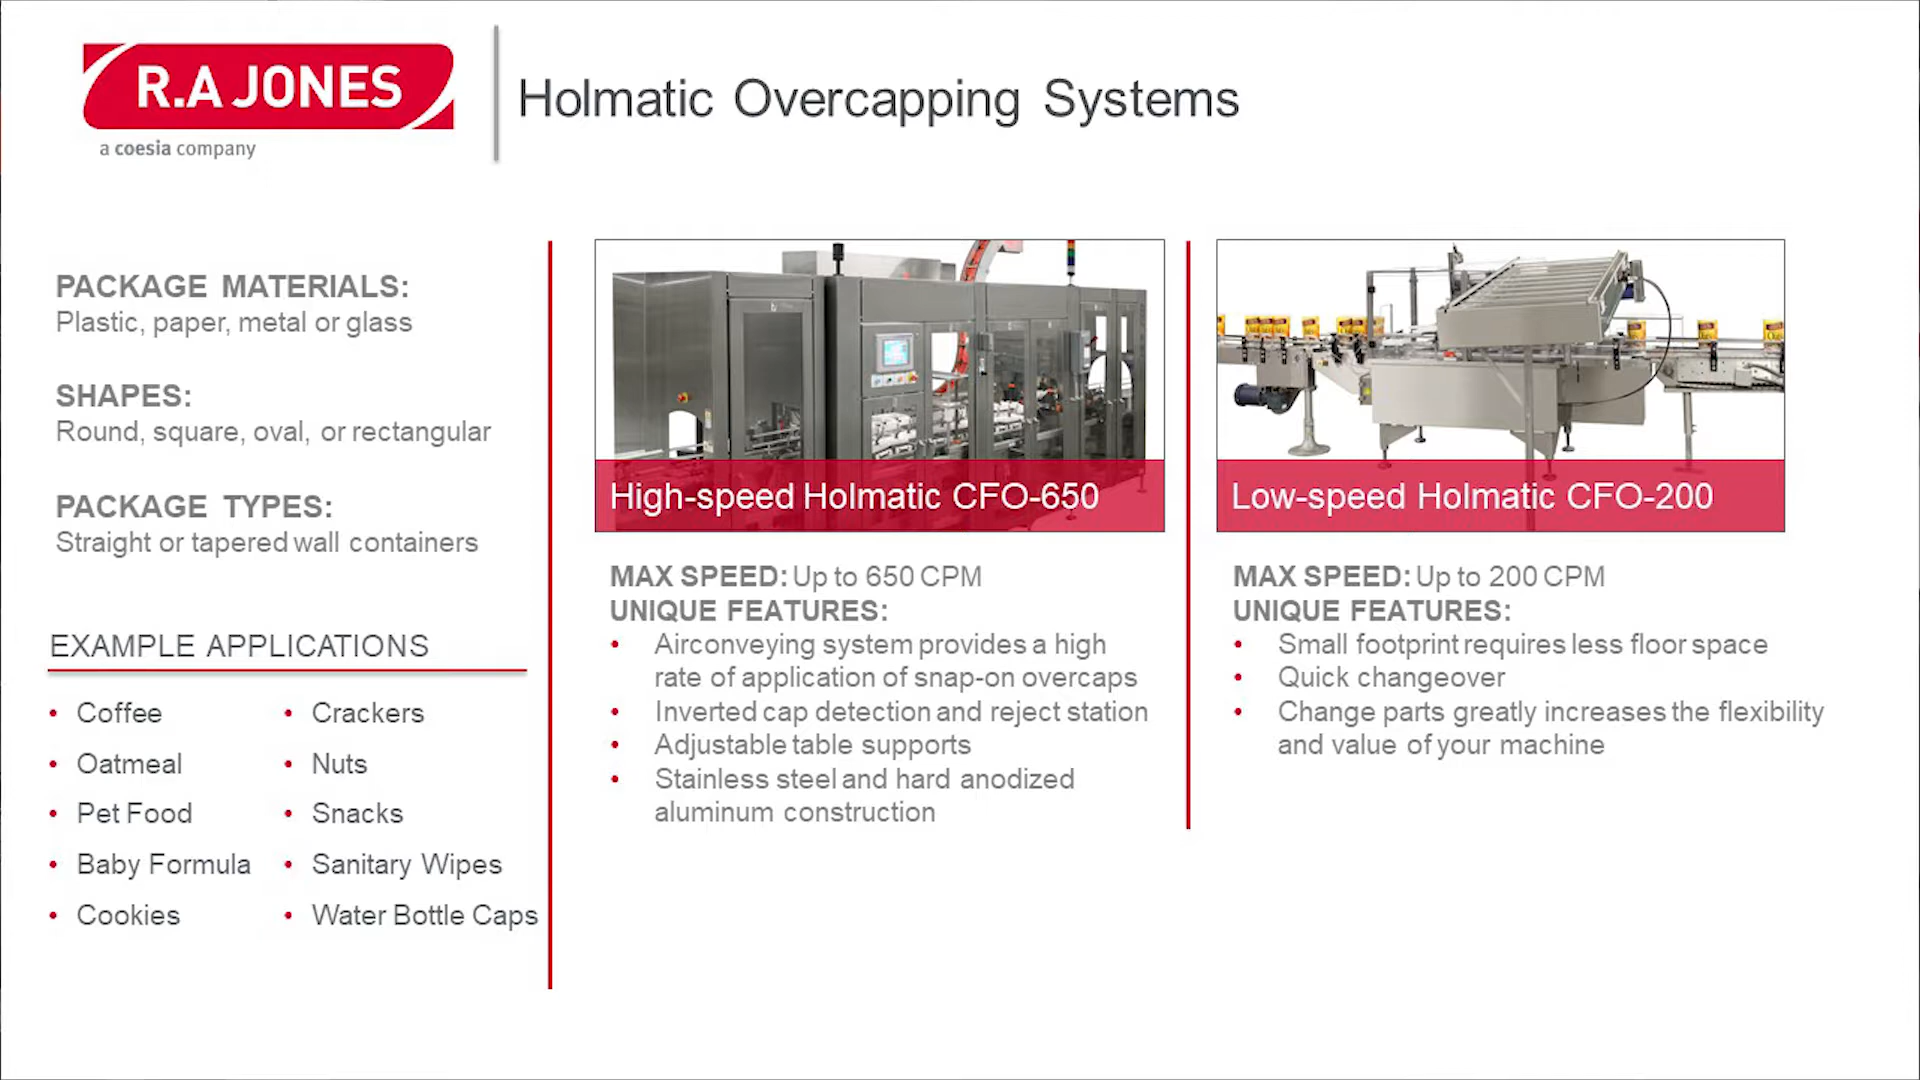 R.A JONES
a coesia company
Holmatic Overcapping Systems
PACKAGE MATERIALS:
Plastic, paper, metal or glass
SHAPES:
Round, square, oval, or rectangular
PACKAGE TYPES:
Straight or tapered wall containers
EXAMPLE APPLICATIONS
• Coffee
• Oatmeal
• Pet Food
• Baby Formula
• Cookies
• Crackers
• Nuts
• Snacks
• Sanitary Wipes
• Water Bottle Caps
High-speed Holmatic CFO-650
MAX SPEED: Up to 650 CPM
UNIQUE FEATURES:
• Airconveying system provides a high
rate of application of snap-on overcaps
• Inverted cap detection and reject station
• Adjustable table supports
• Stainless steel and hard anodized
aluminum construction
Low-speed Holmatic CFO-200
MAX SPEED: Up to 200 CPM
UNIQUE FEATURES:
• Small footprint requires less floor space
• Quick changeover
• Change parts greatly increases the flexibility
and value of your machine